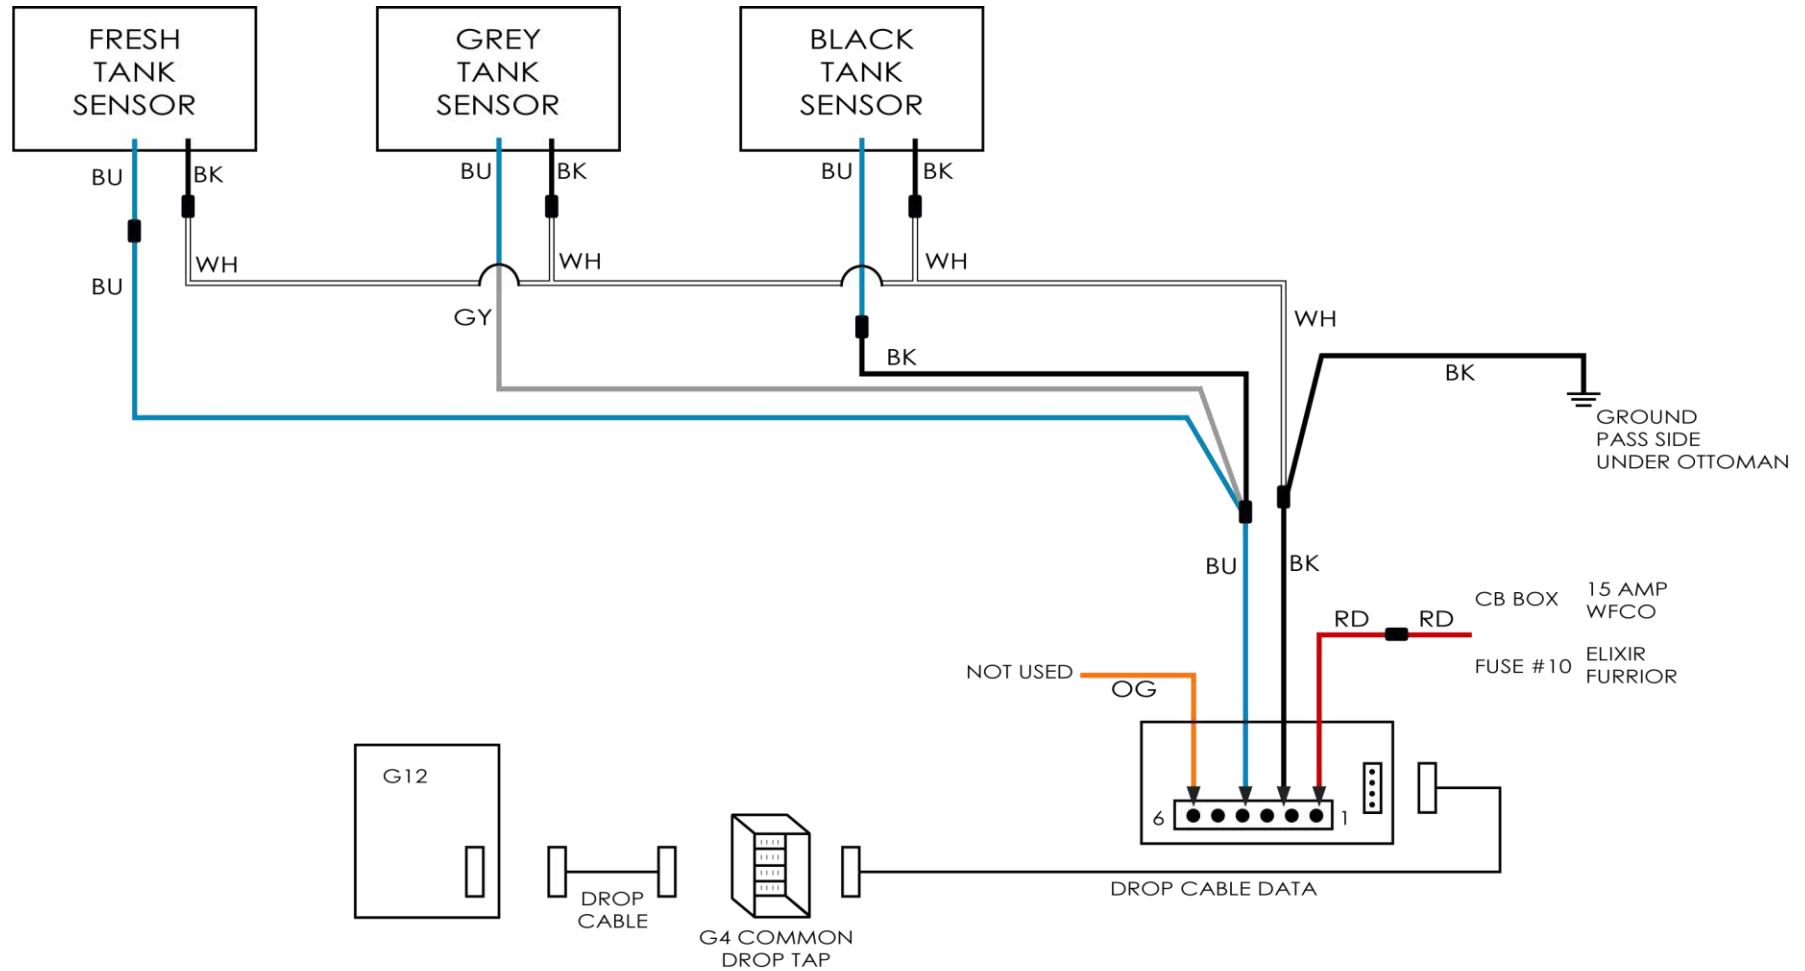 FRESH
TANK
SENSOR
GREY
TANK
SENSOR
BLACK
TANK
SENSOR
BU
BK
BU
BK
BU
BK
WH
WH
WH
BU
GY
WH
BK
BK
GROUND
PASS SIDE
UNDER OTTOMAN
BU
BK
CB BOX
15 AMP
WFCO
RD
RD
FUSE #10
ELIXIR
FURRIOR
NOT USED
OG
G12
6
1
DROP
CABLE
DROP CABLE DATA
G4 COMMON
DROP TAP